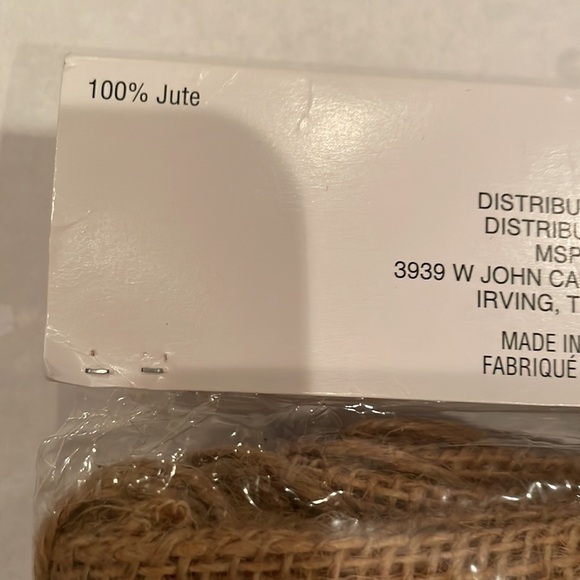 100% Jute
DISTRIBU
DISTRIBU
MSP
3939 W JOHN CA
IRVING, T
MADE IN
FABRIQUÉ